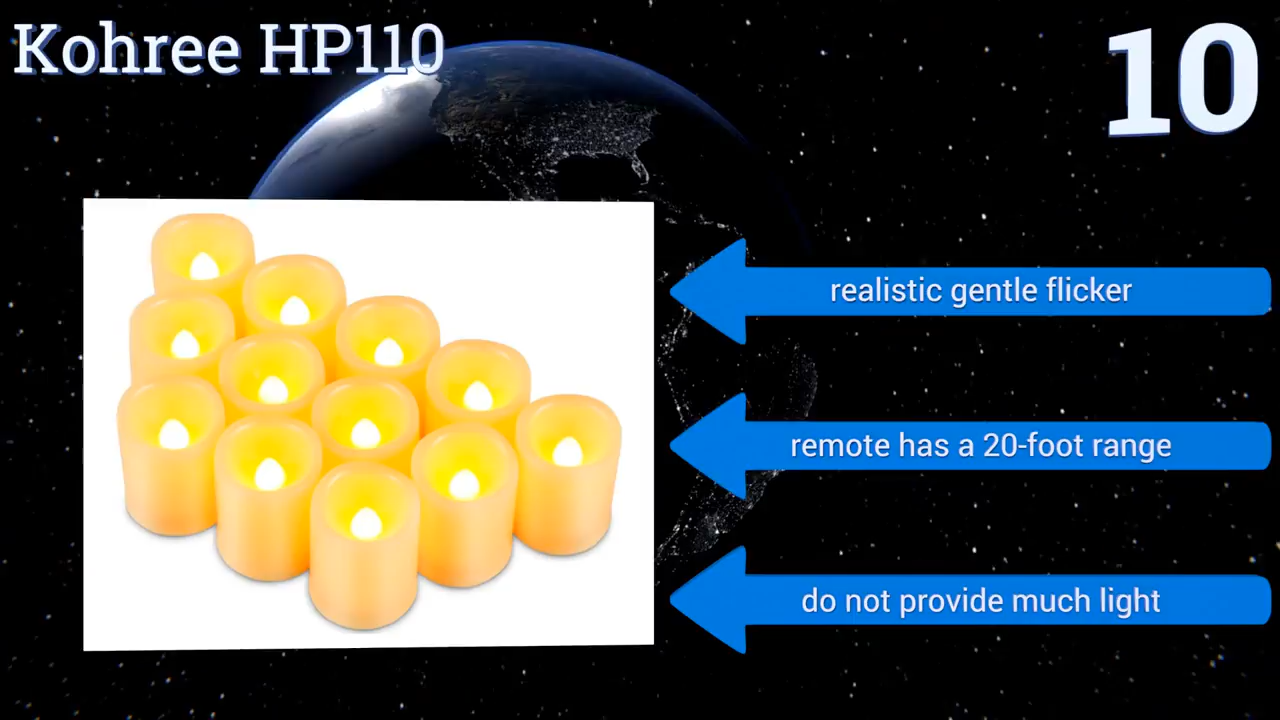 Kohree HP110
10
realistic gentle flicker
remote has a 20-foot range
do not provide much light